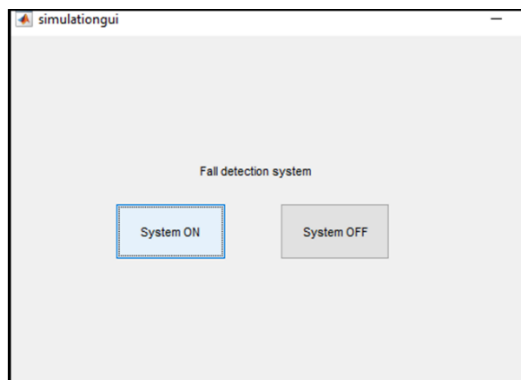 simulationgui
Fall detection system
System ON
System OFF